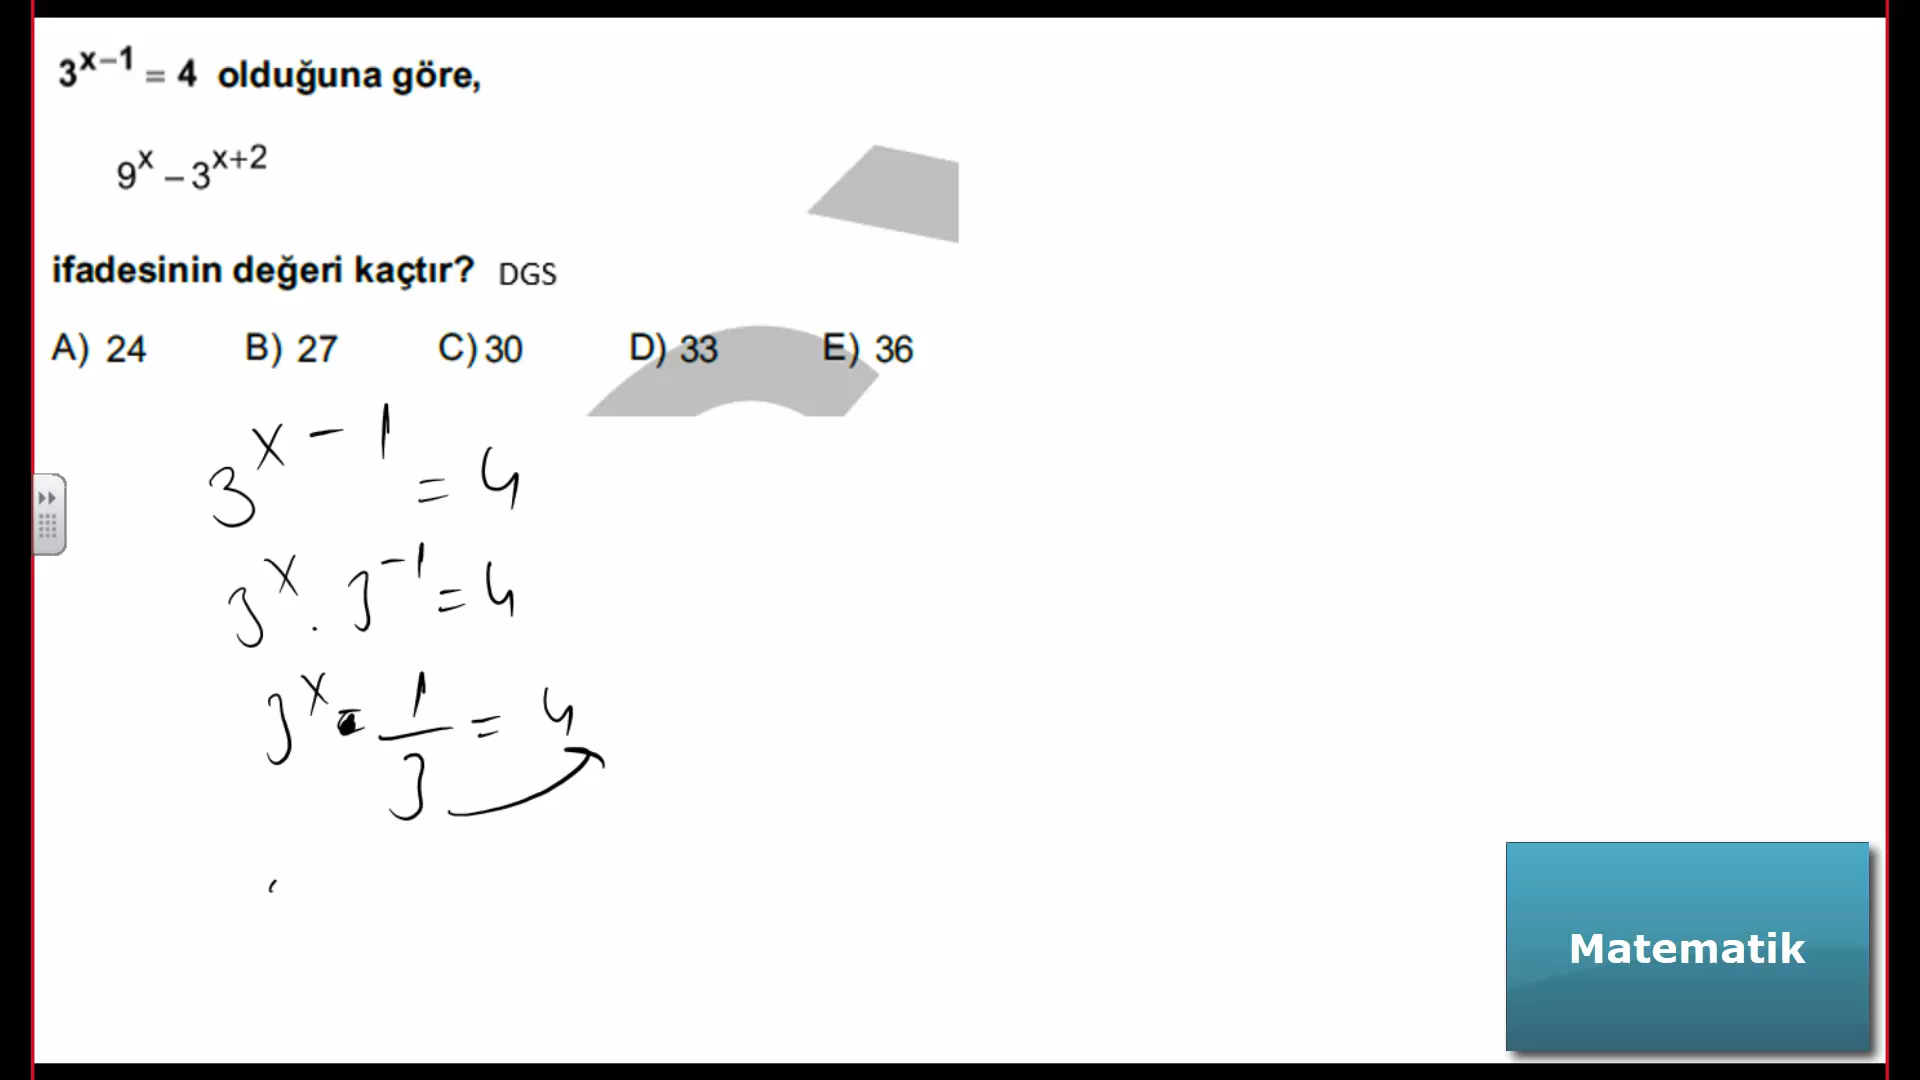 3^{x-1} = 4 olduğuna göre,
9^x – 3^{x+2}
ifadesinin değeri kaçtır? DGS
A) 24 B) 27 C) 30 D) 33 E) 36
3^{x-1} = 4
3^x . 3^{-1} = 4
3^x . \frac{1}{3} = 4
Matematik